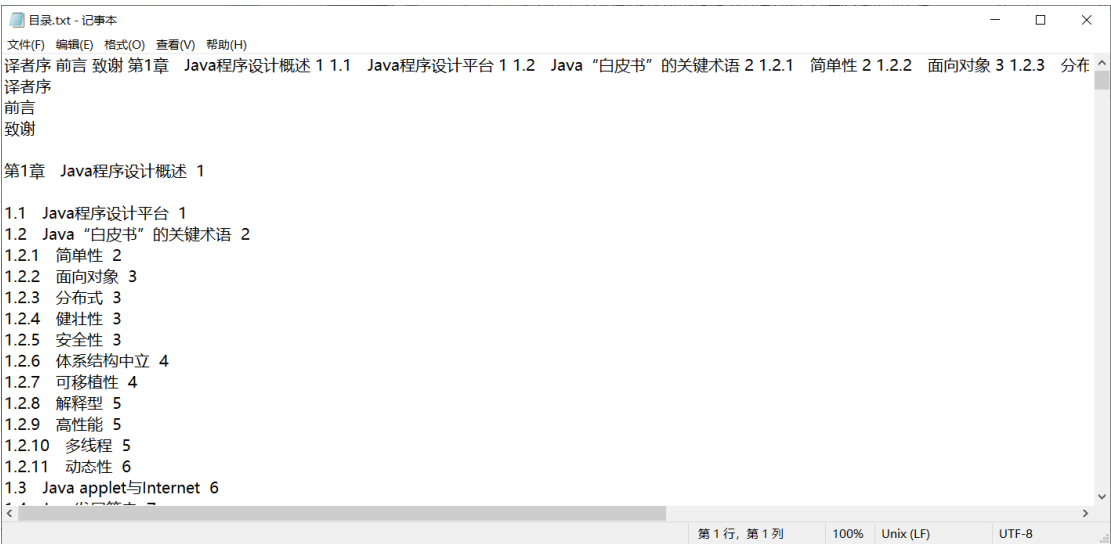 目录.txt - 记事本
文件(F) 编辑(E) 格式(O) 查看(V) 帮助(H)
译者序 前言 致谢 第1章　Java程序设计概述 1 1.1　Java程序设计平台 1 1.2　Java“白皮书”的关键术语 2 1.2.1　简单性 2 1.2.2　面向对象 3 1.2.3　分布
译者序
前言
致谢
第1章　Java程序设计概述 1
1.1　Java程序设计平台 1
1.2　Java“白皮书”的关键术语 2
1.2.1　简单性 2
1.2.2　面向对象 3
1.2.3　分布式 3
1.2.4　健壮性 3
1.2.5　安全性 3
1.2.6　体系结构中立 4
1.2.7　可移植性 4
1.2.8　解释型 5
1.2.9　高性能 5
1.2.10　多线程 5
1.2.11　动态性 6
1.3　Java applet与Internet 6
第 1 行，第 1 列 100% Unix (LF) UTF-8